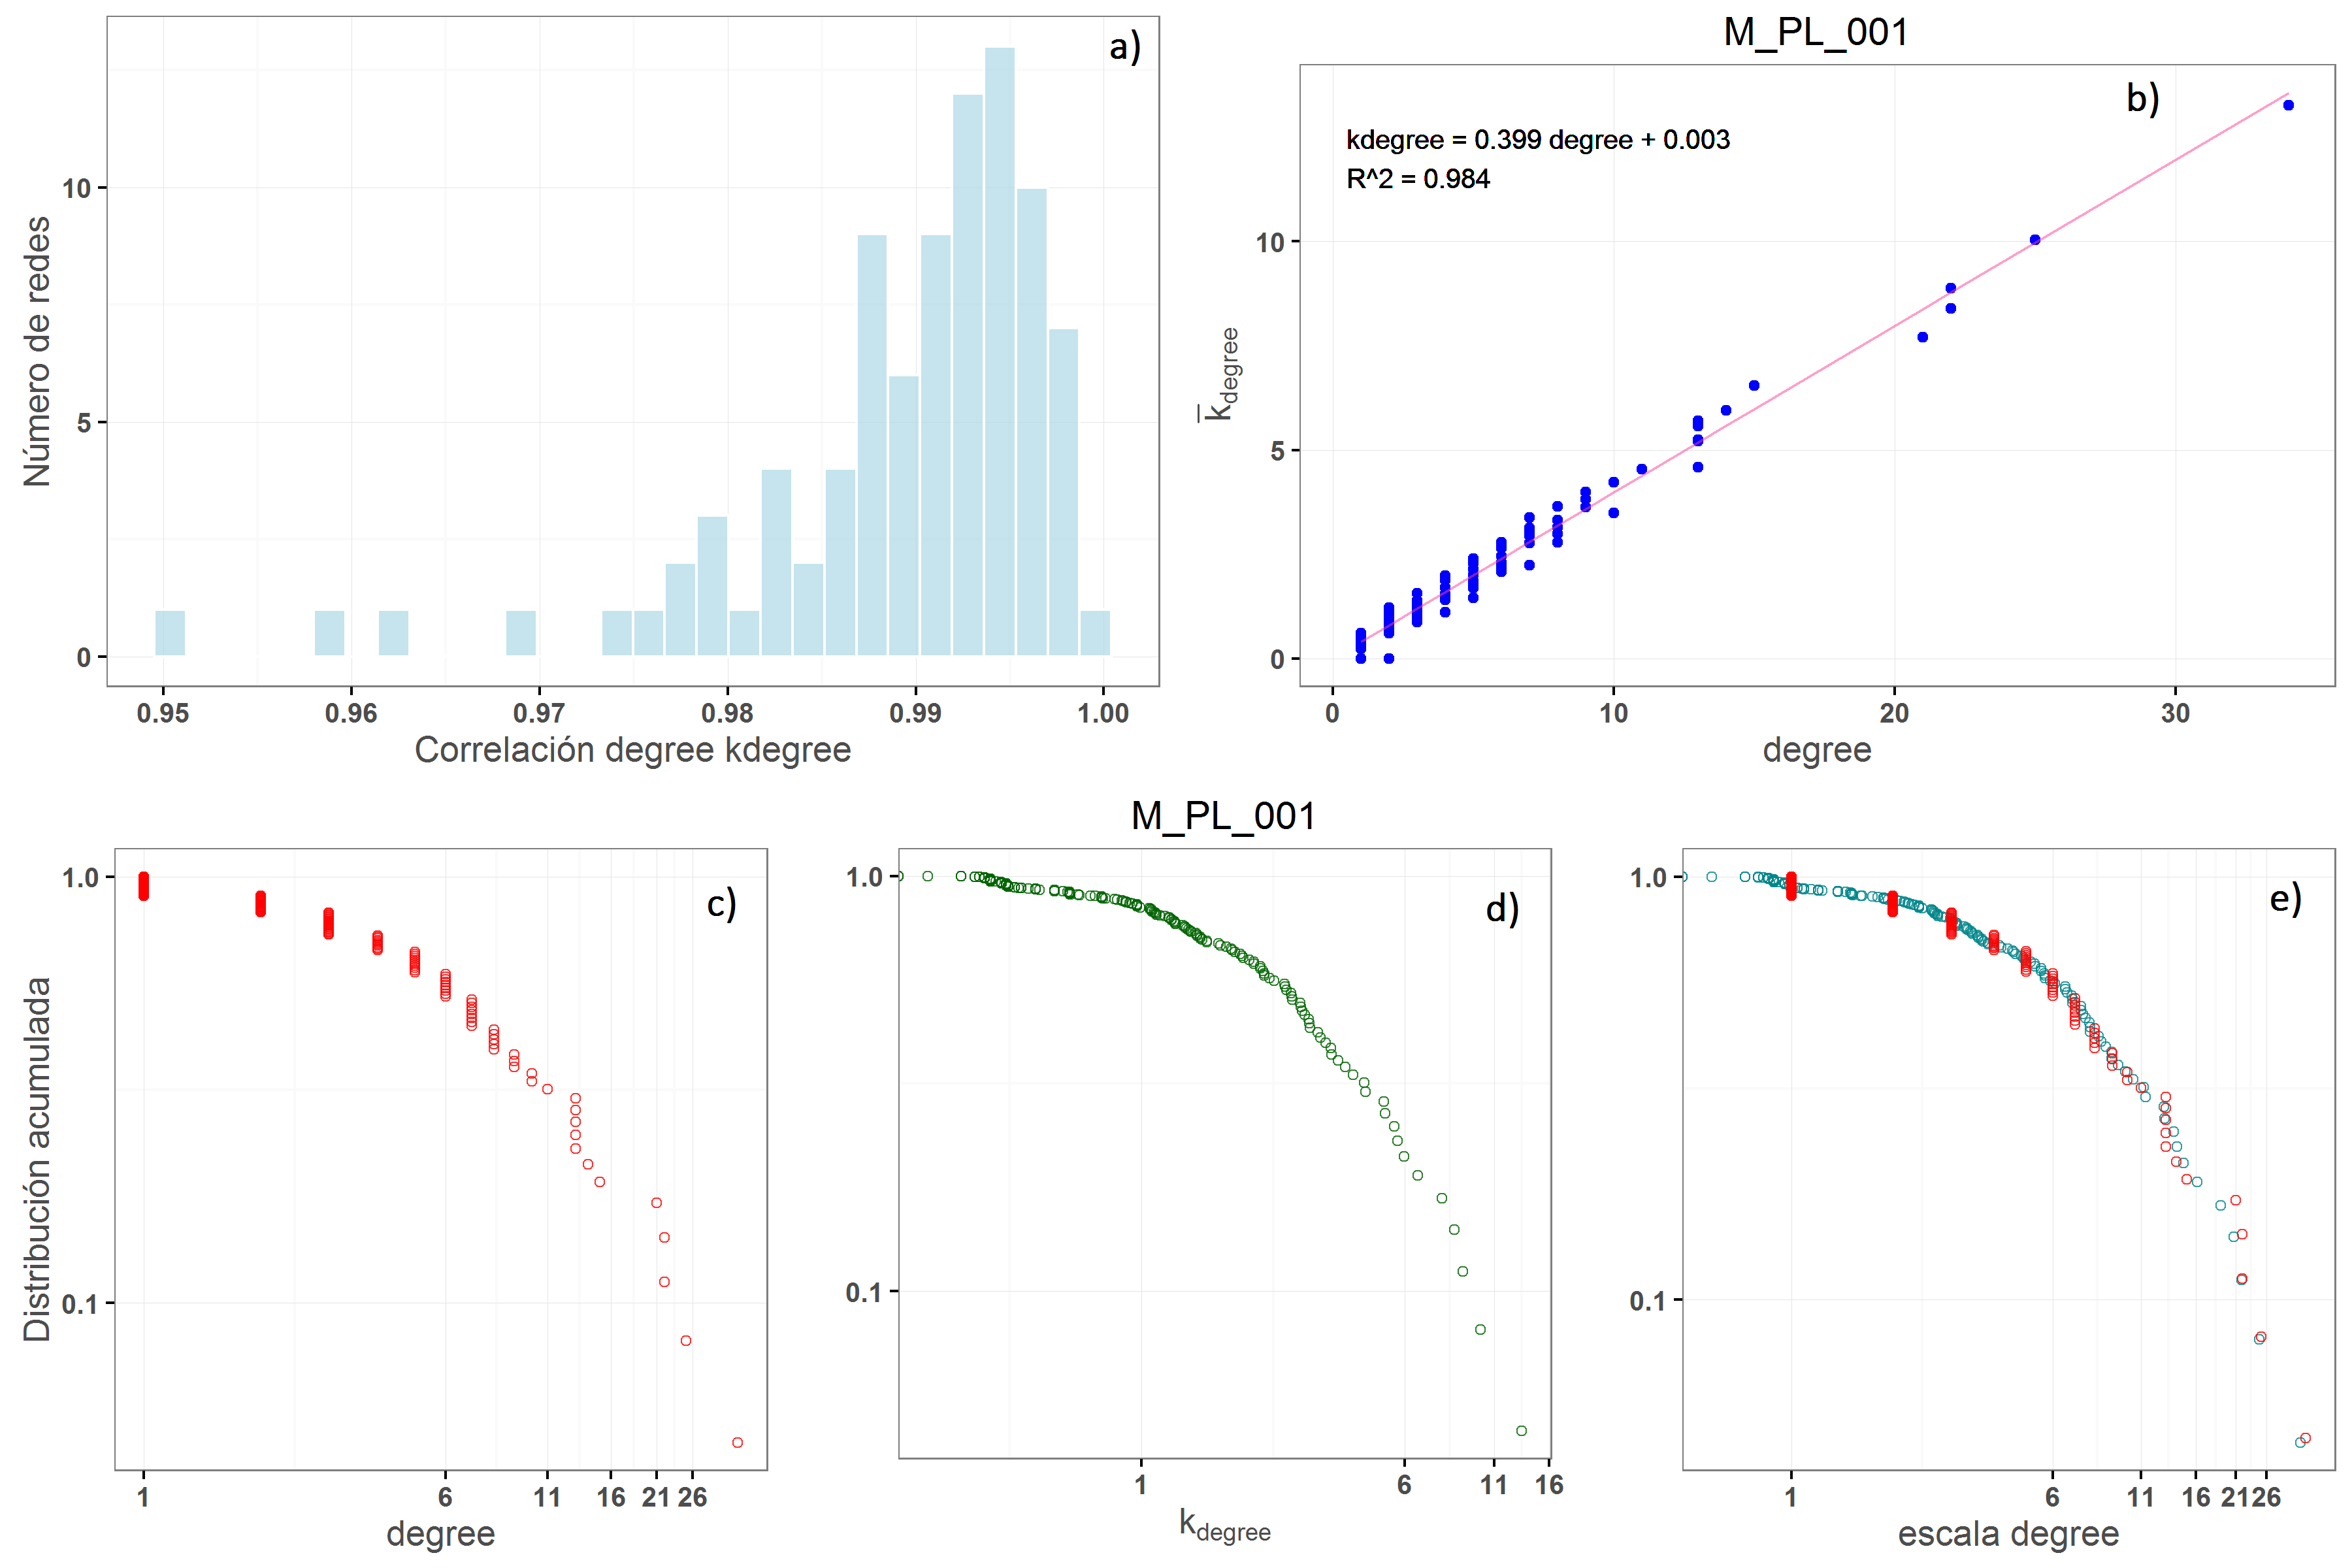 a)
10
5
0
Número de redes
0.95 0.96 0.97 0.98 0.99 1.00
Correlación degree kdegree
M_PL_001
b)
kdegree = 0.399 degree + 0.003
R^2 = 0.984
10
5
0
k̅degree
0 10 20 30
degree
M_PL_001
c)
1.0
0.1
Distribución acumulada
1 6 11 16 21 26
degree
d)
1.0
0.1
1 6 11 16
kdegree
e)
1.0
0.1
1 6 11 16 21 26
escala degree